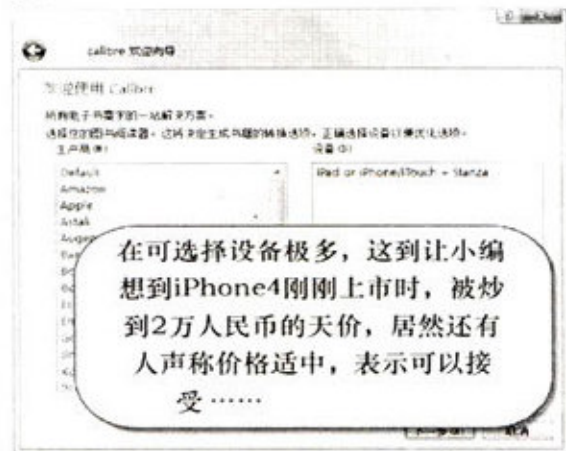 calibre 欢迎向导
欢迎使用 calibre
所有电子书需求的一站解决方案。
选择您的图书阅读器。这将决定生成书籍的转换选项。正确选择设备以便优化选项。
生产商(M) 设备(D)
Default iPad or iPhone/iTouch + Stanza
Amazon
Apple
在可选择设备极多，这到让小编
想到iPhone4刚刚上市时，被炒
到2万人民币的天价，居然还有
人声称价格适中，表示可以接
受……
取消